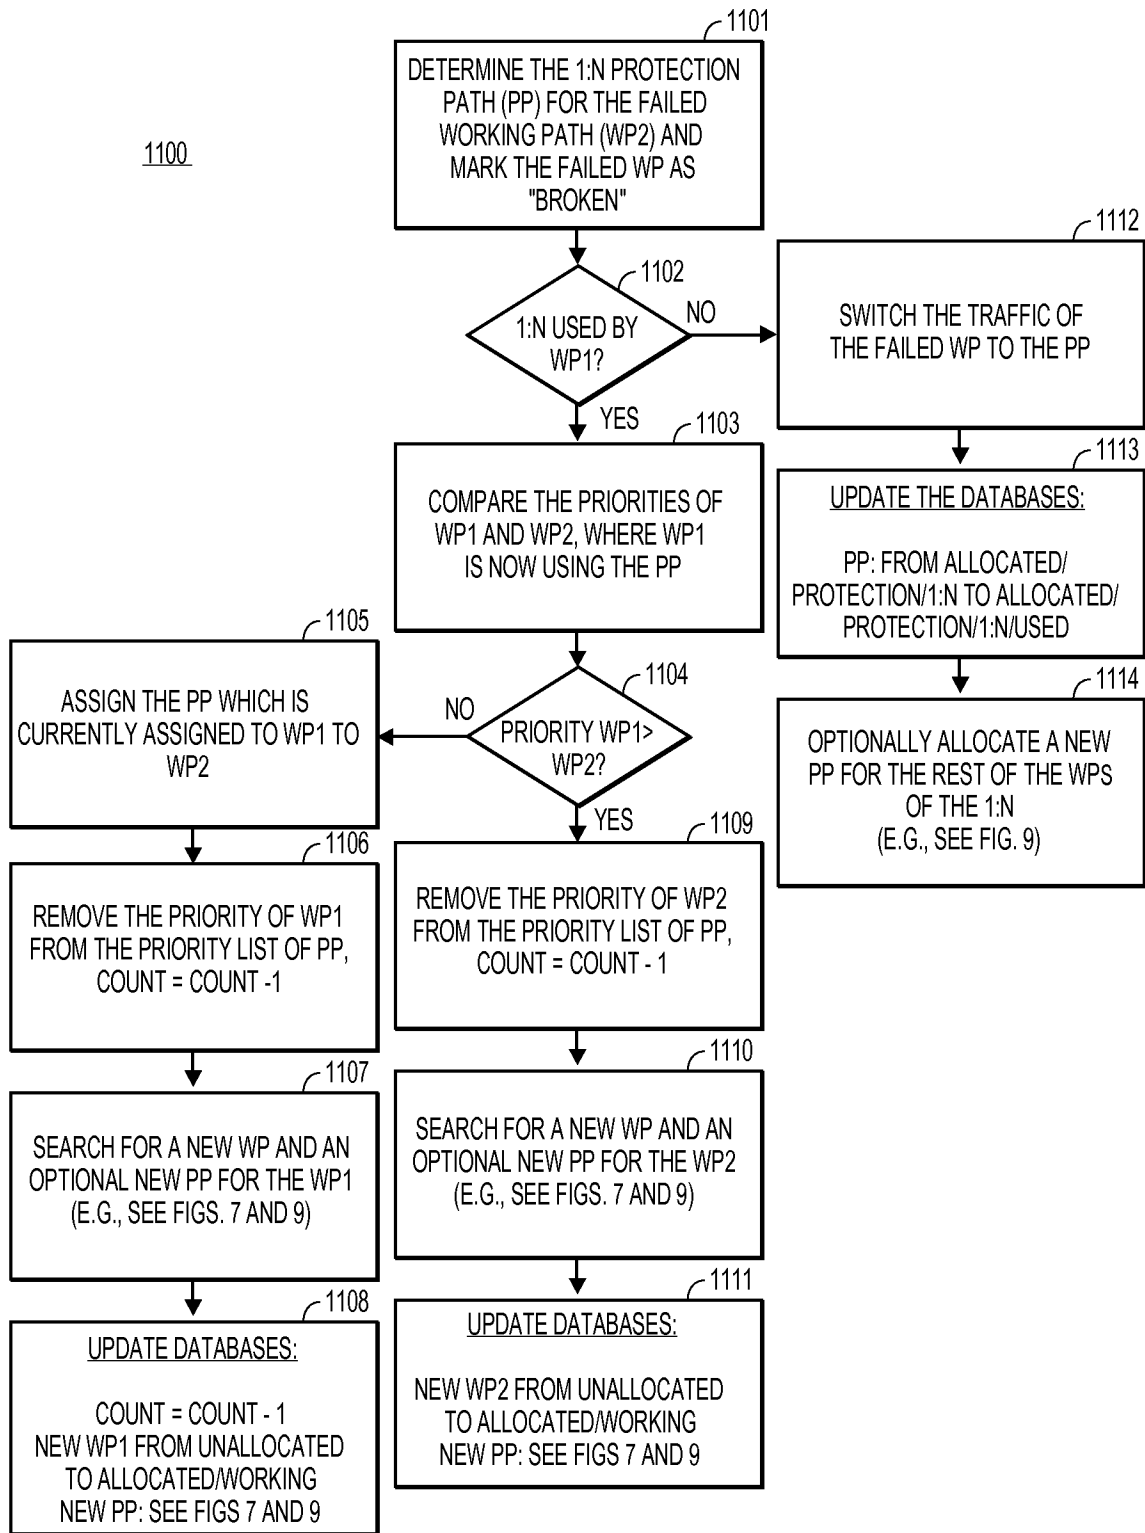 1100
1101
DETERMINE THE 1:N PROTECTION
PATH (PP) FOR THE FAILED
WORKING PATH (WP2) AND
MARK THE FAILED WP AS
"BROKEN"
1102
1:N USED BY
WP1?
NO
YES
1112
SWITCH THE TRAFFIC OF
THE FAILED WP TO THE PP
1113
UPDATE THE DATABASES:
PP: FROM ALLOCATED/
PROTECTION/1:N TO ALLOCATED/
PROTECTION/1:N/USED
1114
OPTIONALLY ALLOCATE A NEW
PP FOR THE REST OF THE WPS
OF THE 1:N
(E.G., SEE FIG. 9)
1103
COMPARE THE PRIORITIES OF
WP1 AND WP2, WHERE WP1
IS NOW USING THE PP
1104
PRIORITY WP1>
WP2?
NO
YES
1105
ASSIGN THE PP WHICH IS
CURRENTLY ASSIGNED TO WP1 TO
WP2
1106
REMOVE THE PRIORITY OF WP1
FROM THE PRIORITY LIST OF PP,
COUNT = COUNT -1
1107
SEARCH FOR A NEW WP AND AN
OPTIONAL NEW PP FOR THE WP1
(E.G., SEE FIGS. 7 AND 9)
1108
UPDATE DATABASES:
COUNT = COUNT - 1
NEW WP1 FROM UNALLOCATED
TO ALLOCATED/WORKING
NEW PP: SEE FIGS 7 AND 9
1109
REMOVE THE PRIORITY OF WP2
FROM THE PRIORITY LIST OF PP,
COUNT = COUNT - 1
1110
SEARCH FOR A NEW WP AND AN
OPTIONAL NEW PP FOR THE WP2
(E.G., SEE FIGS. 7 AND 9)
1111
UPDATE DATABASES:
NEW WP2 FROM UNALLOCATED
TO ALLOCATED/WORKING
NEW PP: SEE FIGS 7 AND 9